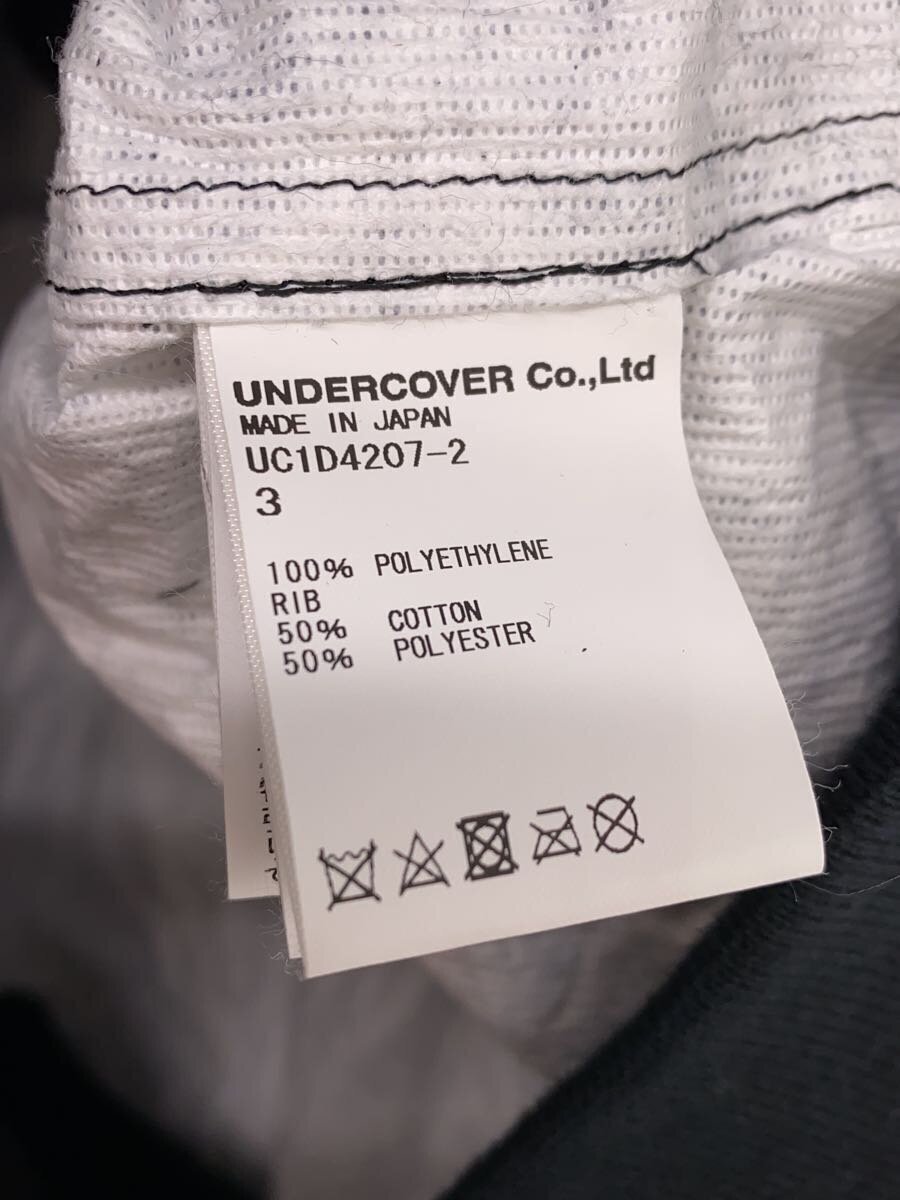 UNDERCOVER Co.,Ltd
MADE IN JAPAN
UC1D4207-2
3
100% POLYETHYLENE
RIB
50% COTTON
50% POLYESTER